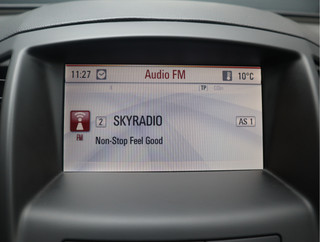 11:27 Audio FM 10°C
TP
2 SKYRADIO AS 1
FM Non-Stop Feel Good